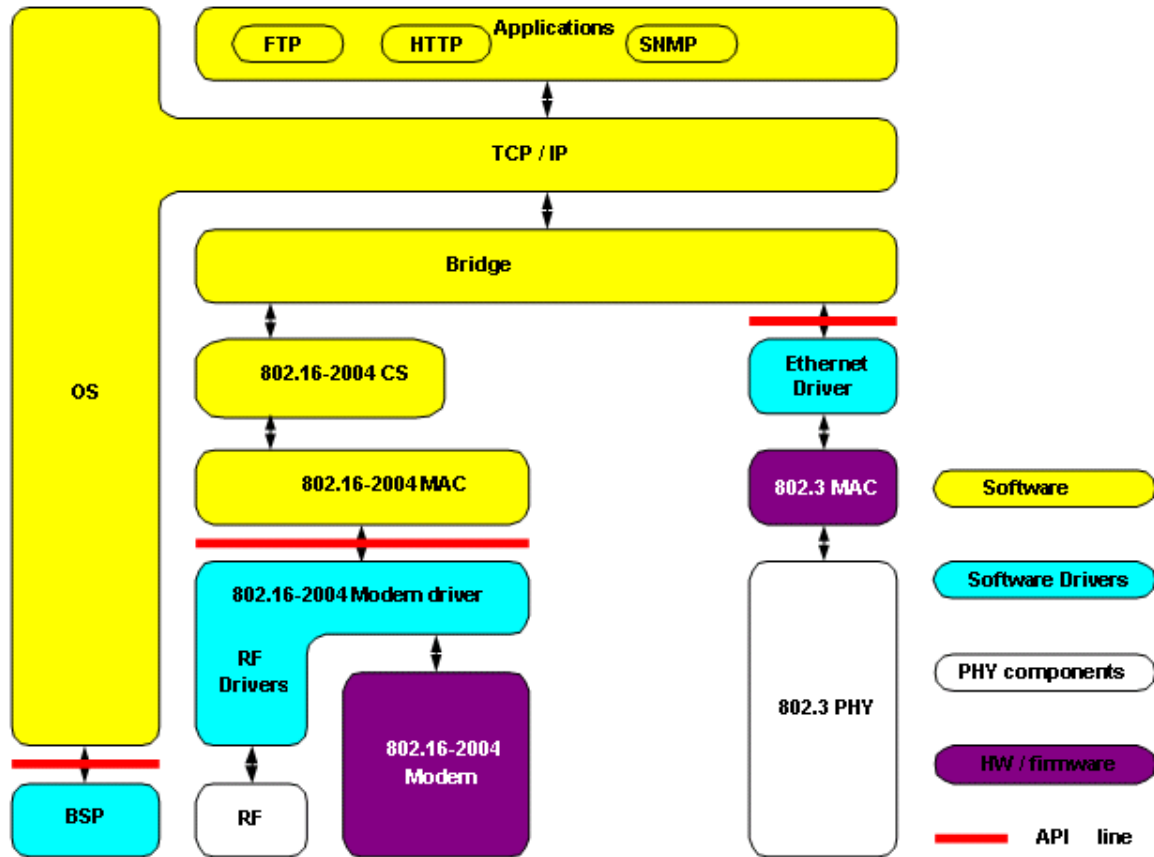 Applications
FTP
HTTP
SNMP
TCP / IP
Bridge
OS
802.16-2004 CS
Ethernet
Driver
802.16-2004 MAC
802.3 MAC
802.16-2004 Modern driver
RF
Drivers
802.16-2004
Modern
802.3 PHY
BSP
RF
Software
Software Drivers
PHY components
HW / firmware
API line